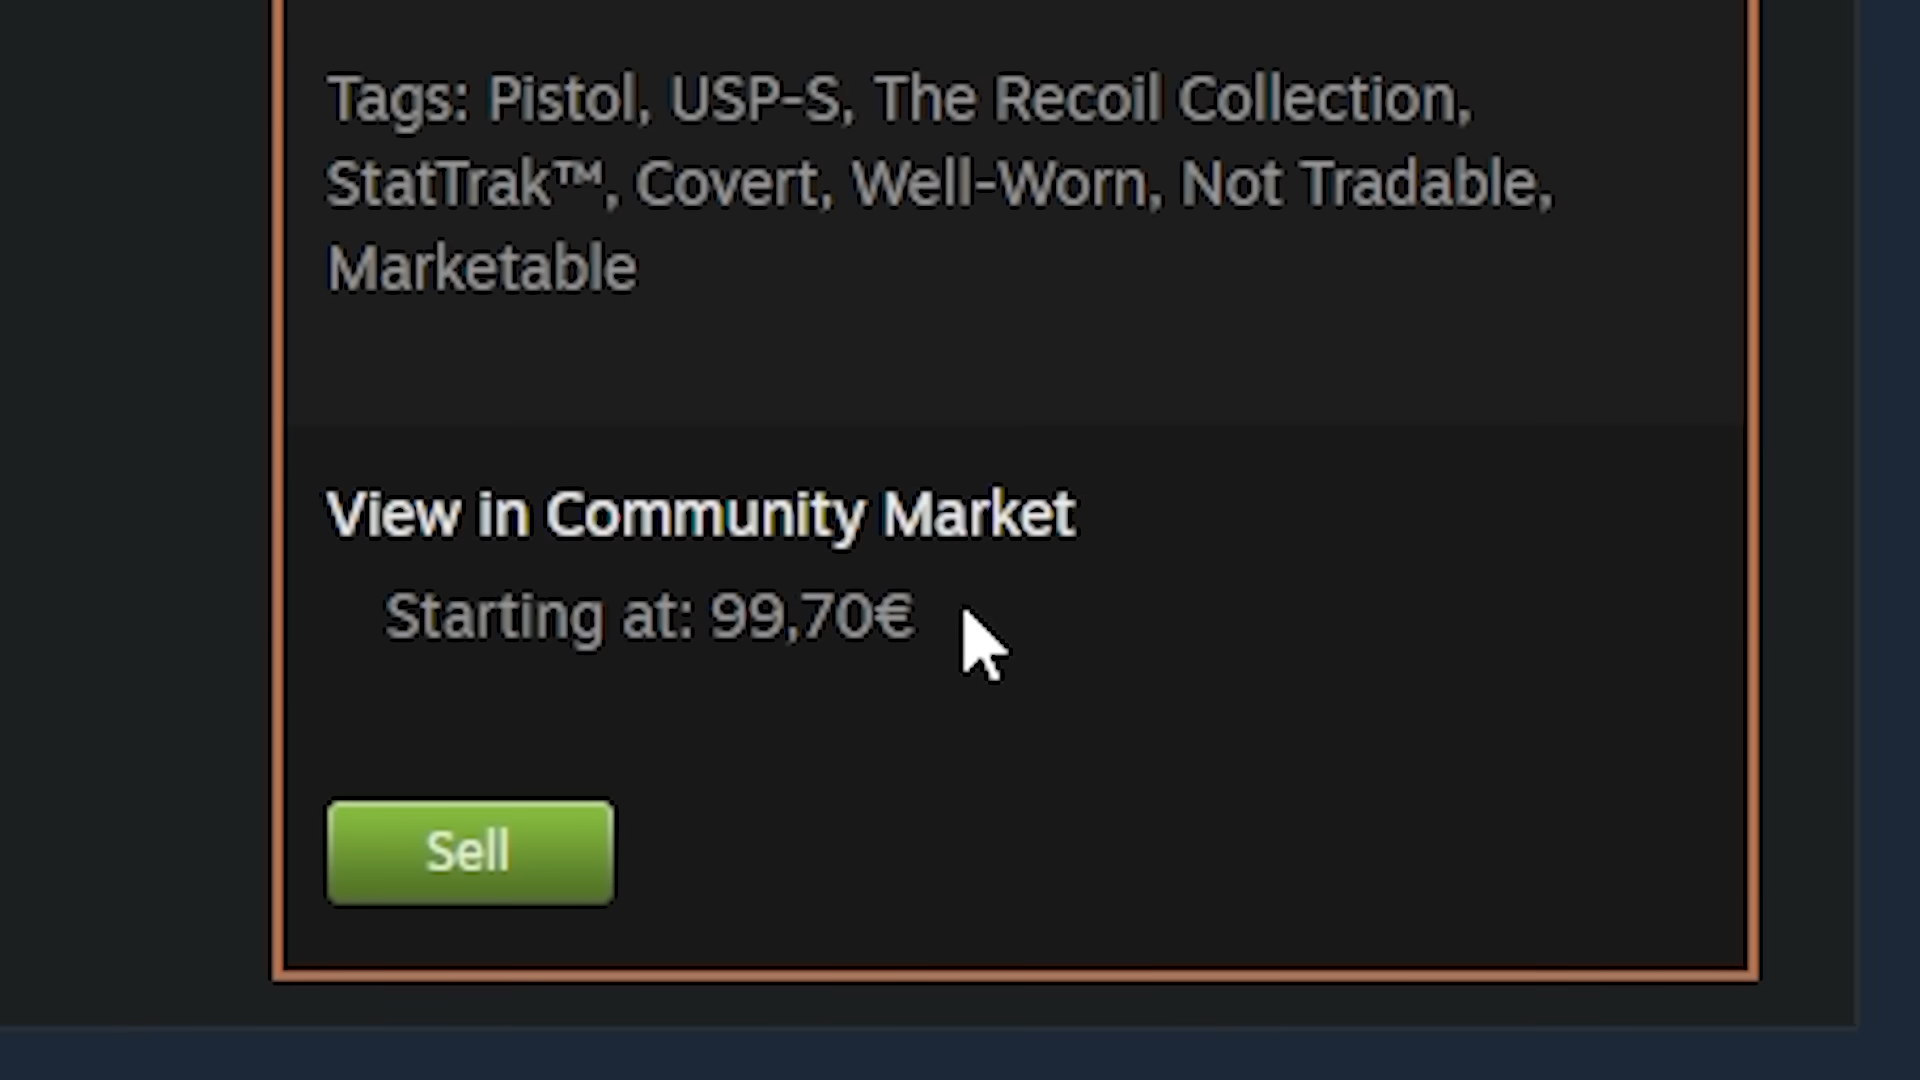 Tags: Pistol, USP-S, The Recoil Collection,
StatTrak™, Covert, Well-Worn, Not Tradable,
Marketable
View in Community Market
Starting at: 99,70€
Sell